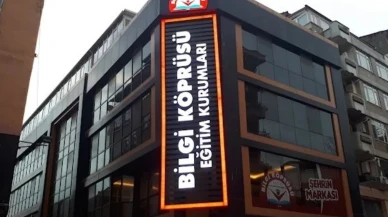 BİLGİ KÖPRÜSÜ
EĞİTİM KURUMLARI
ŞEHRİN
MARKASI